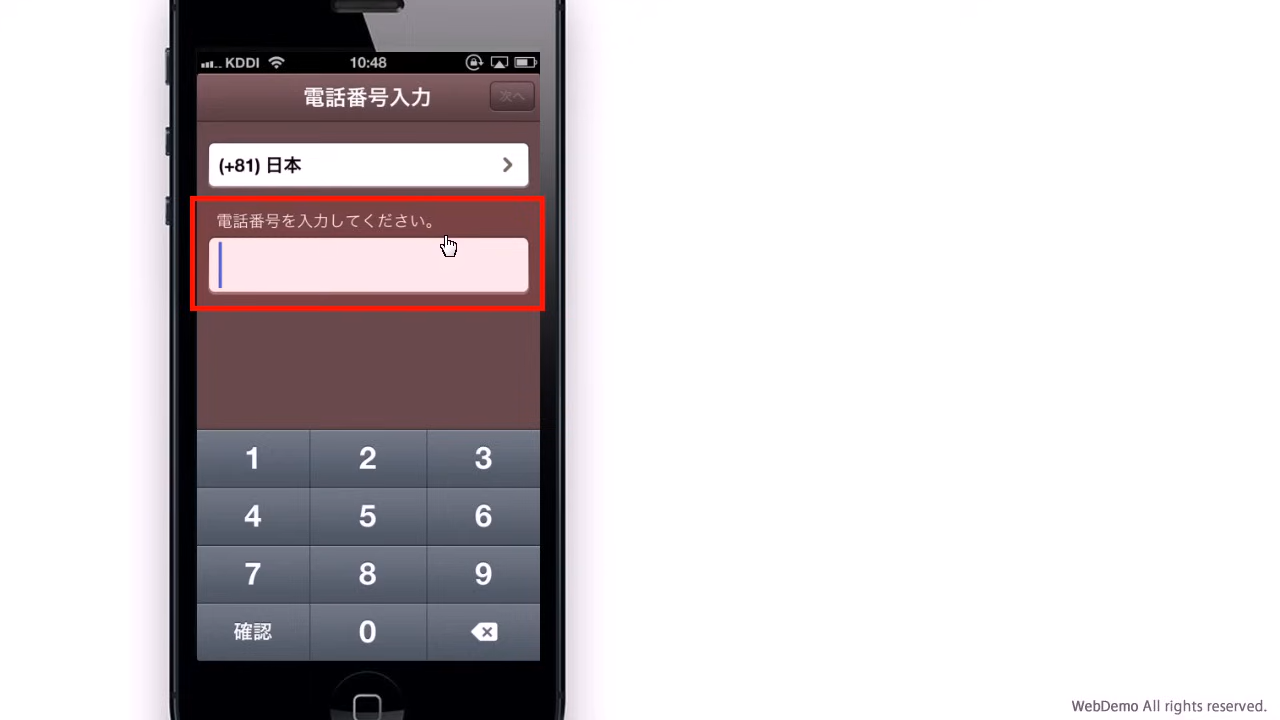 KDDI
10:48
電話番号入力
次へ
(+81) 日本
電話番号を入力してください。
1 2 3
4 5 6
7 8 9
確認 0
WebDemo All rights reserved.